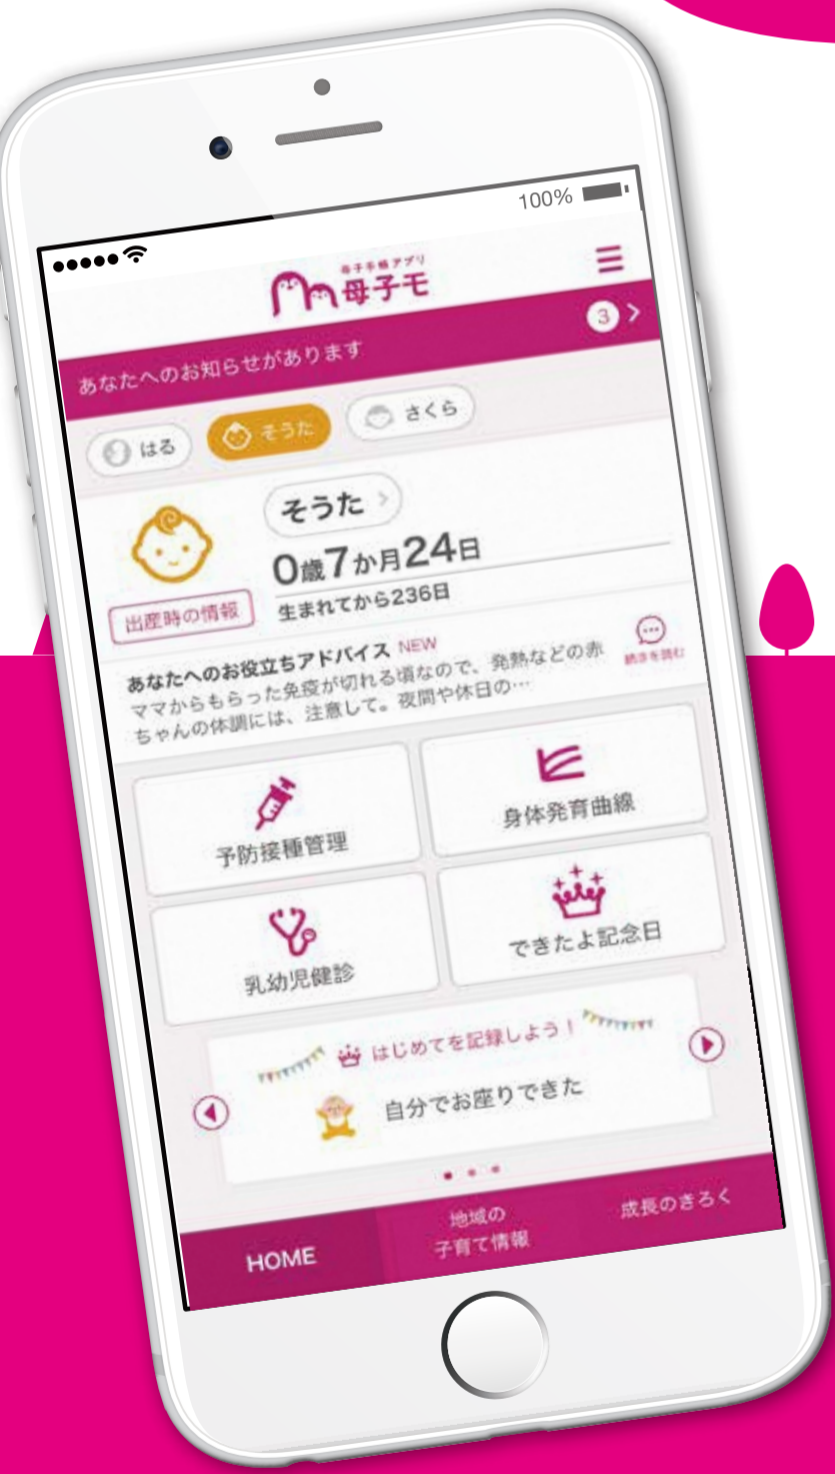 100%
母子手帳アプリ
母子モ
あなたへのお知らせがあります 3
はる そうた さくら
そうた
0歳7か月24日
生まれてから236日
出産時の情報
あなたへのお役立ちアドバイス NEW
ママからもらった免疫が切れる頃なので、発熱などの赤
ちゃんの体調には、注意して。夜間や休日の…
続きを読む
予防接種管理
身体発育曲線
乳幼児健診
できたよ記念日
はじめてを記録しよう！
自分でお座りできた
HOME
地域の
子育て情報
成長のきろく